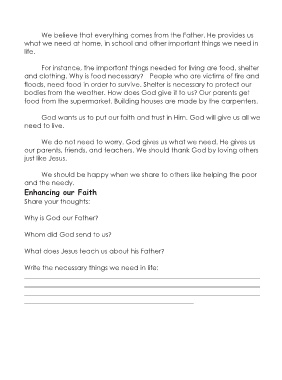 We believe that everything comes from the Father. He provides us
what we need at home, in school and other important things we need in
life.
For instance, the important things needed for living are food, shelter
and clothing. Why is food necessary? People who are victims of fire and
floods, need food in order to survive. Shelter is necessary to protect our
bodies from the weather. How does God give it to us? Our parents get
food from the supermarket. Building houses are made by the carpenters.
God wants us to put our faith and trust in Him. God will give us all we
need to live.
We do not need to worry. God gives us what we need. He gives us
our parents, friends, and teachers. We should thank God by loving others
just like Jesus.
We should be happy when we share to others like helping the poor
and the needy.
Enhancing our Faith
Share your thoughts:
Why is God our Father?
Whom did God send to us?
What does Jesus teach us about his Father?
Write the necessary things we need in life: